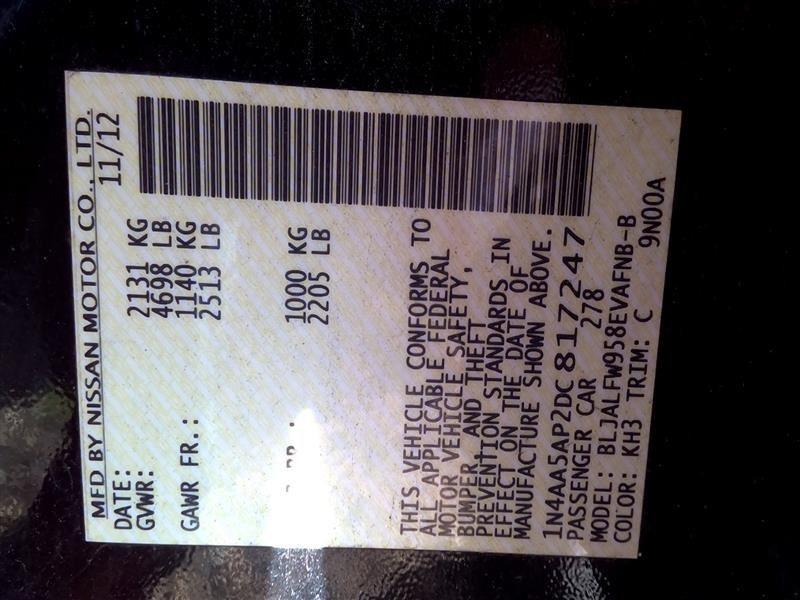 MFD BY NISSAN MOTOR CO., LTD.
DATE: 11/12
GVWR: 2131 KG
4698 LB
GAWR FR.: 1140 KG
2513 LB
1000 KG
2205 LB
THIS VEHICLE CONFORMS TO
ALL APPLICABLE FEDERAL
MOTOR VEHICLE SAFETY,
BUMPER, AND THEFT
PREVENTION STANDARDS IN
EFFECT ON THE DATE OF
MANUFACTURE SHOWN ABOVE.
1N4AA5AP2DC817247
PASSENGER CAR 278
MODEL: BLJALFW958EVAFNB-B
COLOR: KH3 TRIM: C 9N00A